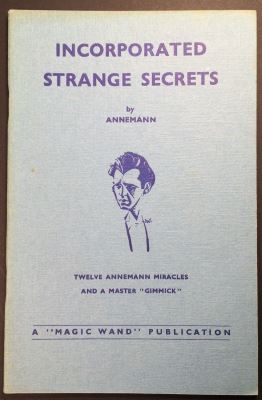 INCORPORATED
STRANGE SECRETS
by
ANNEMANN
TWELVE ANNEMANN MIRACLES
AND A MASTER "GIMMICK"
A "MAGIC WAND" PUBLICATION